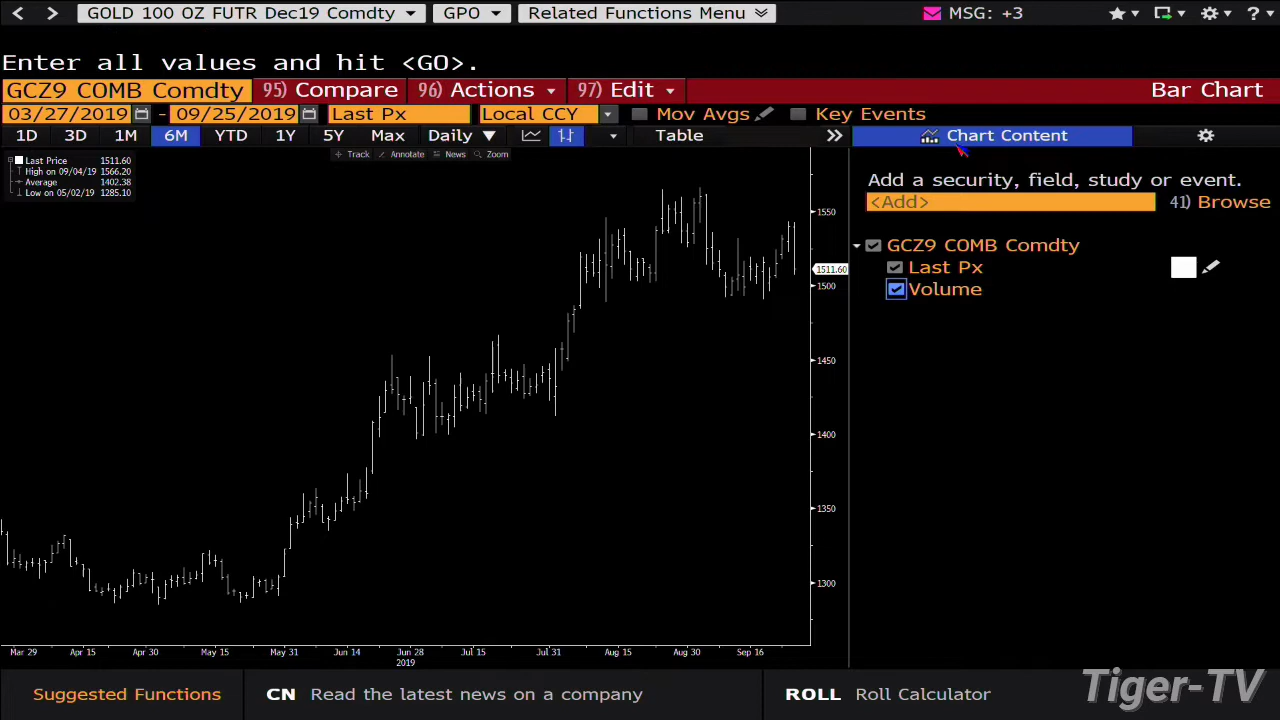 GOLD 100 OZ FUTR Dec19 Comdty GPO Related Functions Menu MSG: +3 ?
Enter all values and hit <GO>.
GCZ9 COMB Comdty 95) Compare 96) Actions 97) Edit Bar Chart
03/27/2019 - 09/25/2019 Last Px Local CCY Mov Avgs Key Events
1D 3D 1M 6M YTD 1Y 5Y Max Daily Table Chart Content
Track Annotate News Zoom
Last Price 1511.60
High on 09/04/19 1566.20
Average 1402.38
Low on 05/02/19 1285.10
Add a security, field, study or event.
<Add> 41) Browse
GCZ9 COMB Comdty
Last Px
Volume
1550
1511.60
1500
1450
1400
1350
1300
Mar 29 Apr 15 Apr 30 May 15 May 31 Jun 14 Jun 28 Jul 15 Jul 31 Aug 15 Aug 30 Sep 16
2019
Suggested Functions CN Read the latest news on a company ROLL Roll Calculator
Tiger-TV